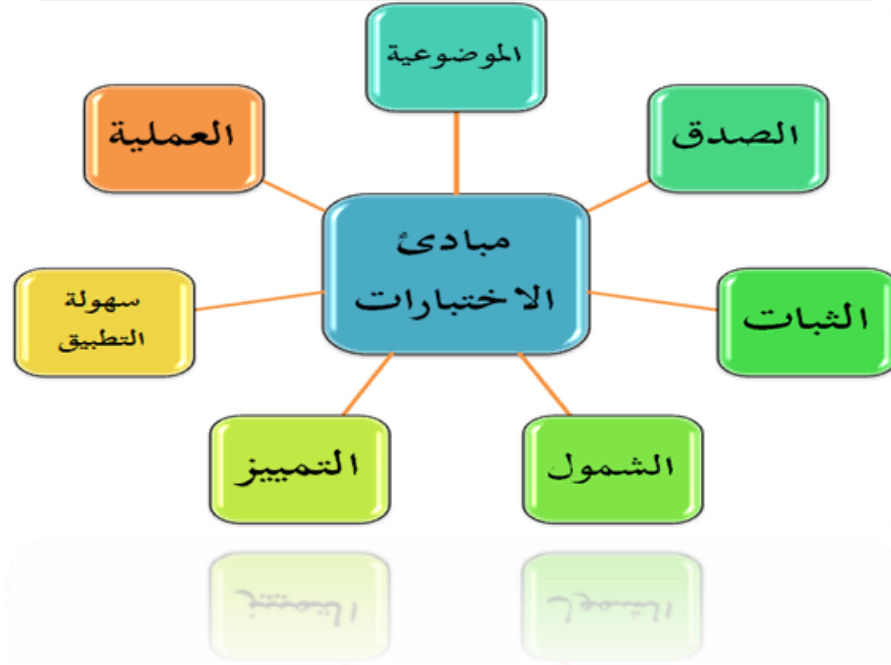 الموضوعية
الصدق
العملية
مبادئ
الاختبارات
الثبات
سهولة
التطبيق
الشمول
التمييز